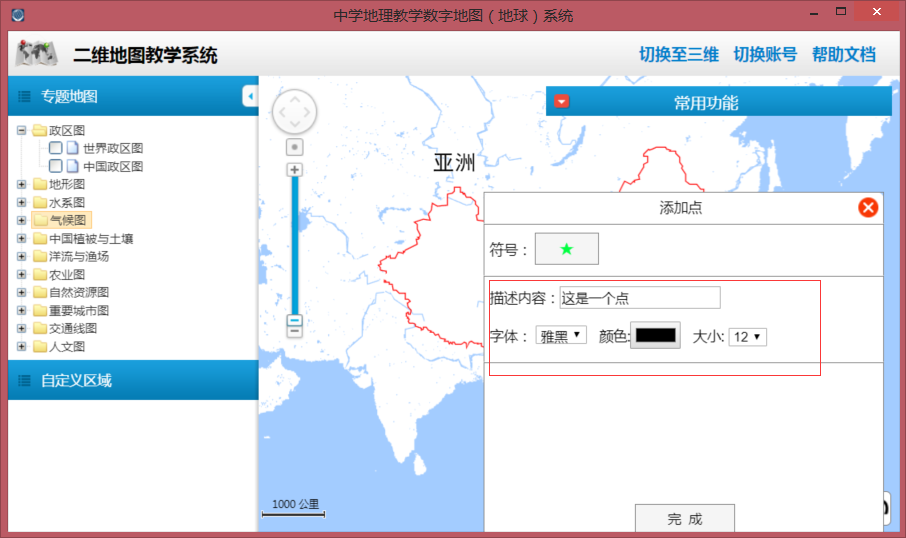 中学地理教学数字地图（地球）系统
二维地图教学系统
切换至三维 切换账号 帮助文档
专题地图
政区图
世界政区图
中国政区图
地形图
水系图
气候图
中国植被与土壤
洋流与渔场
农业图
自然资源图
重要城市图
交通线图
人文图
自定义区域
常用功能
亚洲
添加点
符号：
描述内容：这是一个点
字体： 雅黑 颜色: 大小: 12
完 成
1000 公里